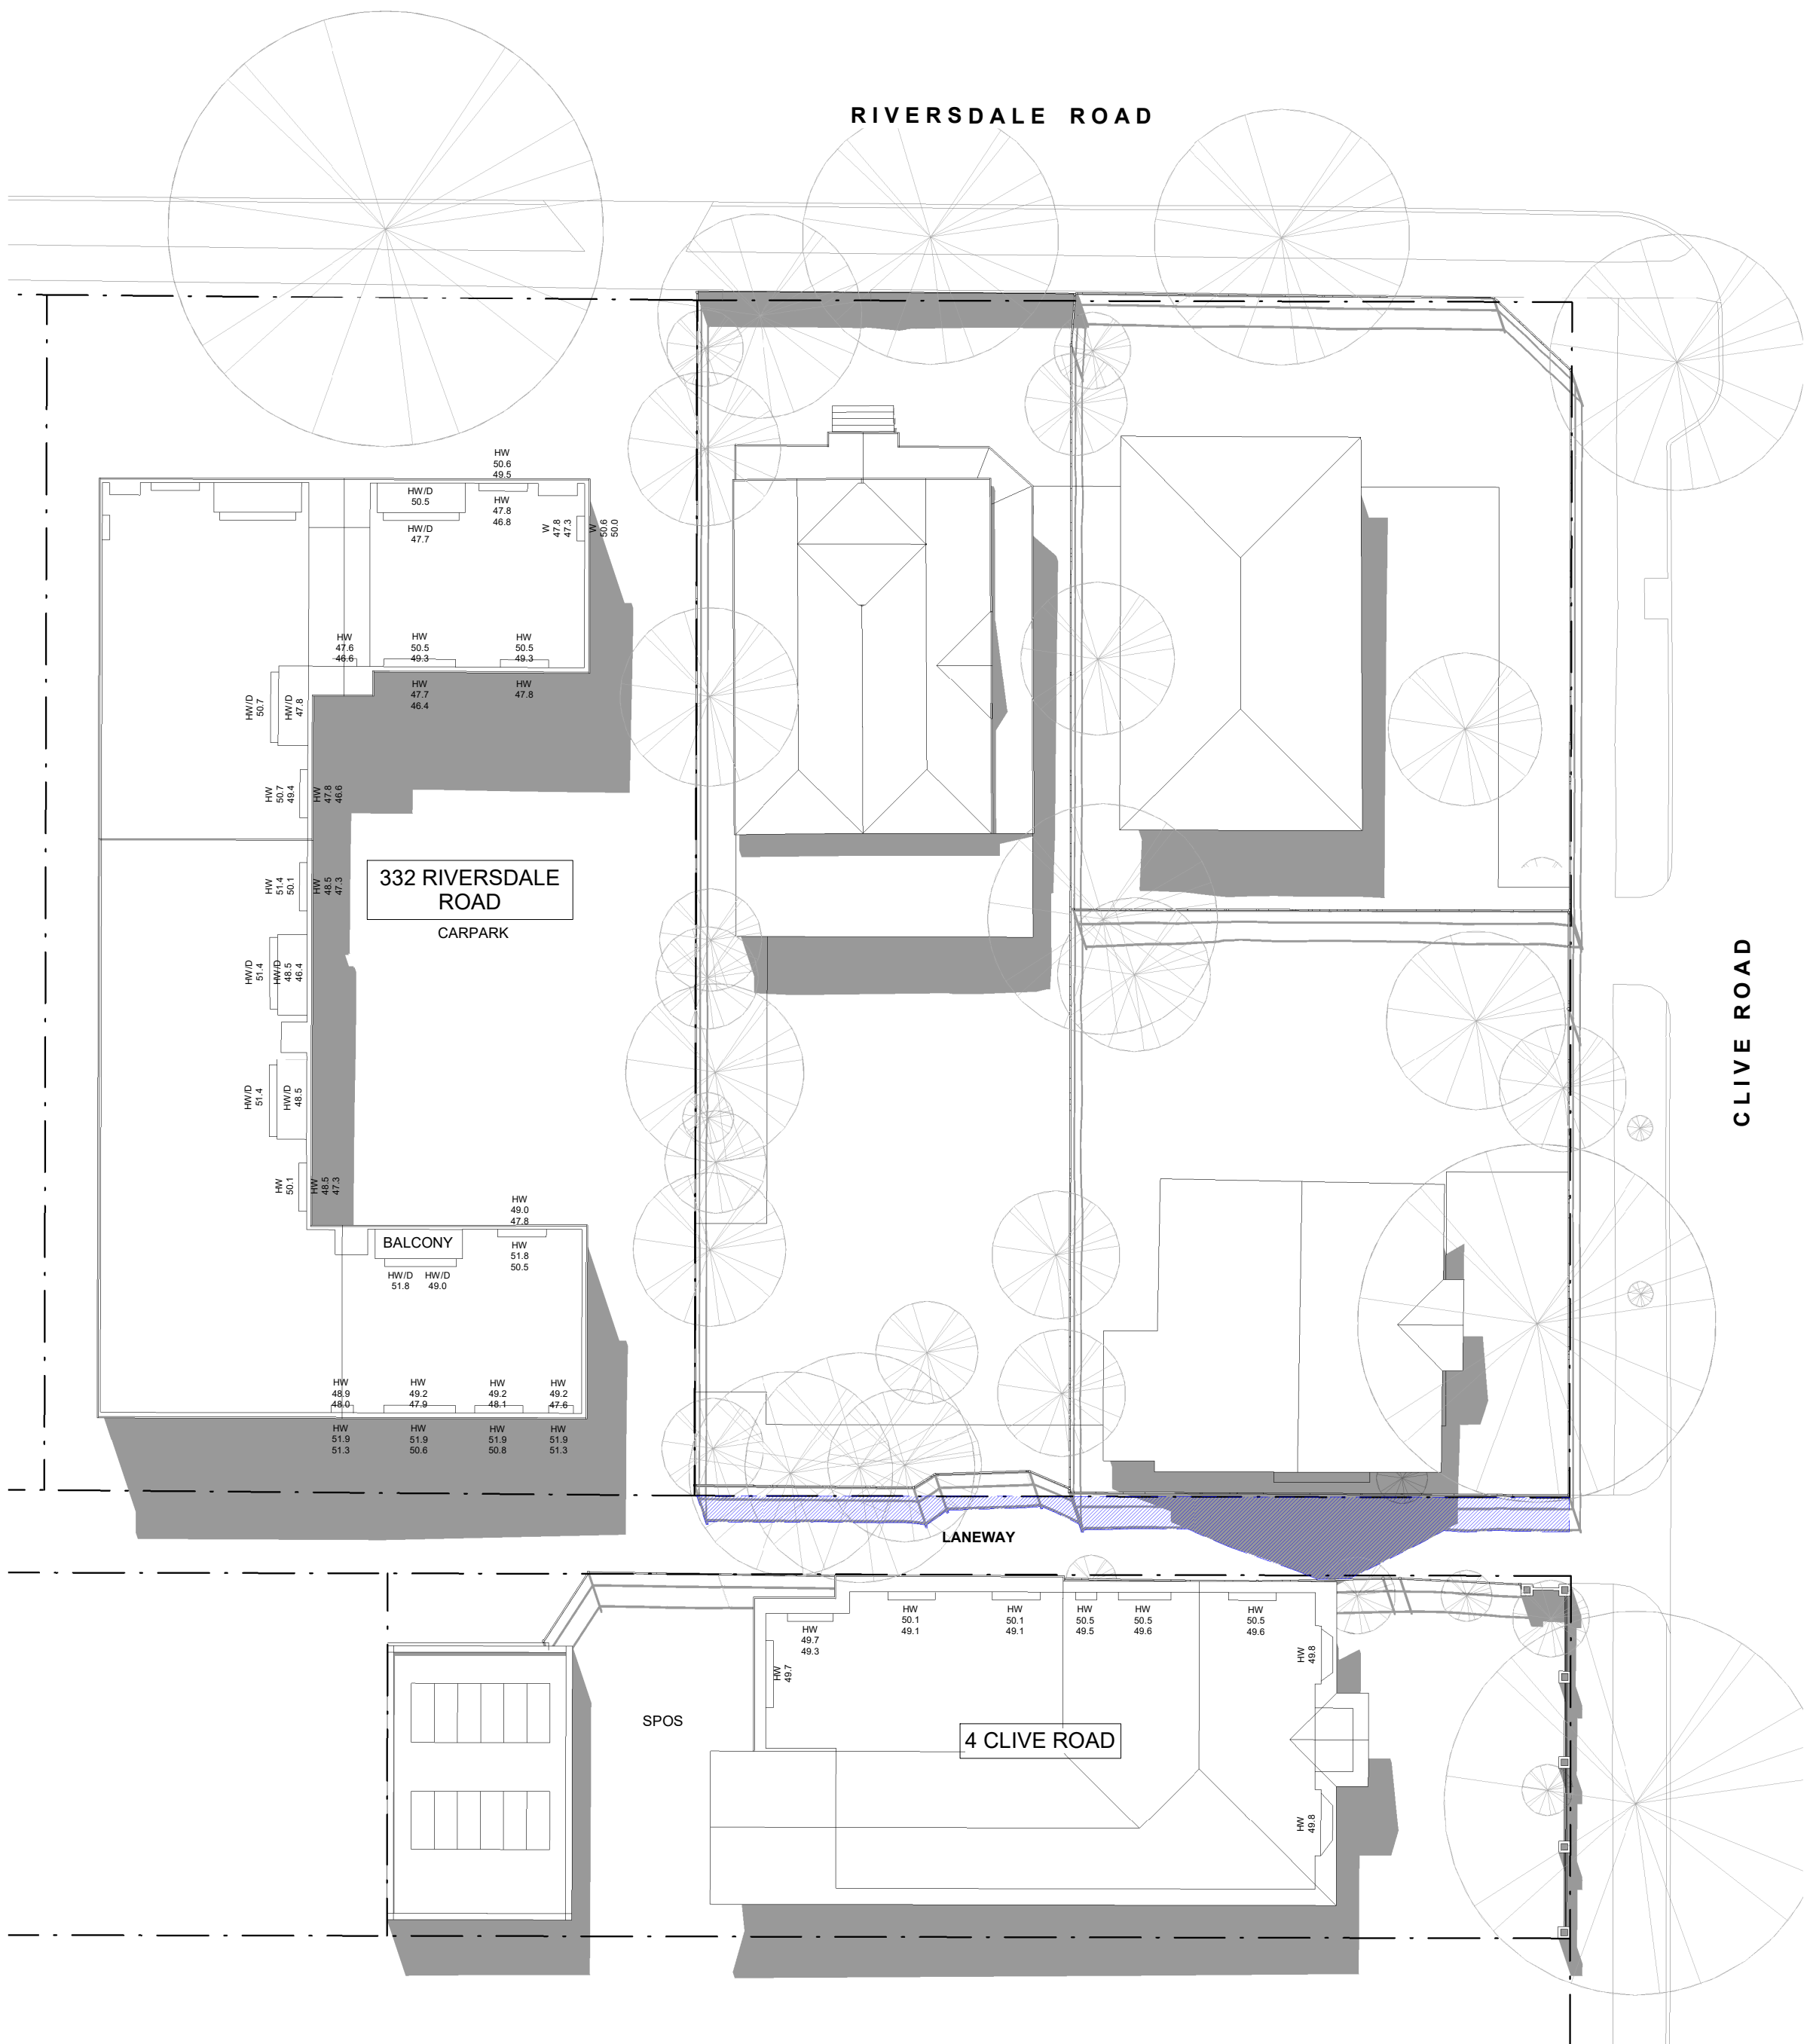 RIVERSDALE ROAD
HW
50.6
49.5
HW/D
50.5
HW
47.8
46.8
HW/D
47.7
W
47.8
47.3
W
50.6
50.0
HW
47.6
46.6
HW
50.5
49.3
HW
50.5
49.3
HW
47.7
46.4
HW
47.8
HW/D
50.7
HW/D
47.8
HW
50.7
49.4
HW
47.8
46.6
HW
51.4
50.1
HW
48.5
47.3
332 RIVERSDALE
ROAD
CARPARK
HW/D
51.4
HW/D
48.5
46.4
CLIVE ROAD
HW/D
51.4
HW/D
48.5
HW
50.1
HW
48.5
47.3
HW
49.0
47.8
BALCONY
HW
51.8
50.5
HW/D
51.8
HW/D
49.0
HW
48.9
48.0
HW
49.2
47.9
HW
49.2
48.1
HW
49.2
47.6
HW
51.9
51.3
HW
51.9
50.6
HW
51.9
50.8
HW
51.9
51.3
LANEWAY
HW
49.7
49.3
HW
50.1
49.1
HW
50.1
49.1
HW
50.5
49.5
HW
50.5
49.6
HW
50.5
49.6
HW
49.7
HW
49.8
SPOS
4 CLIVE ROAD
HW
49.8